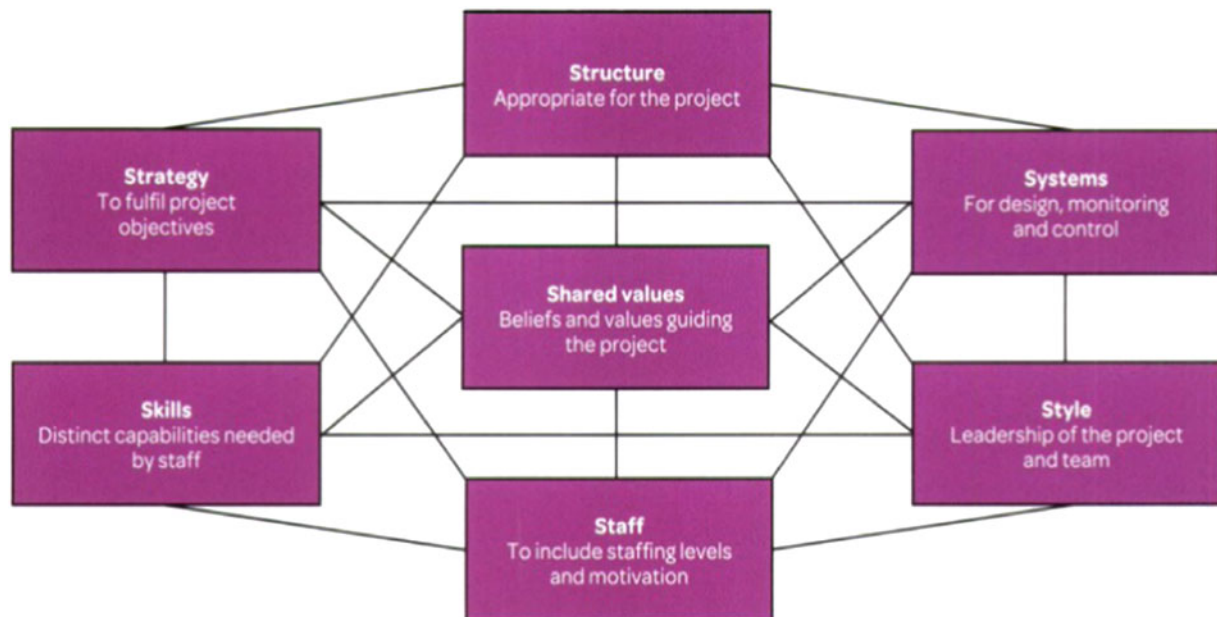 Structure
Appropriate for the project
Strategy
To fulfil project
objectives
Systems
For design, monitoring
and control
Shared values
Beliefs and values guiding
the project
Skills
Distinct capabilities needed
by staff
Style
Leadership of the project
and team
Staff
To include staffing levels
and motivation